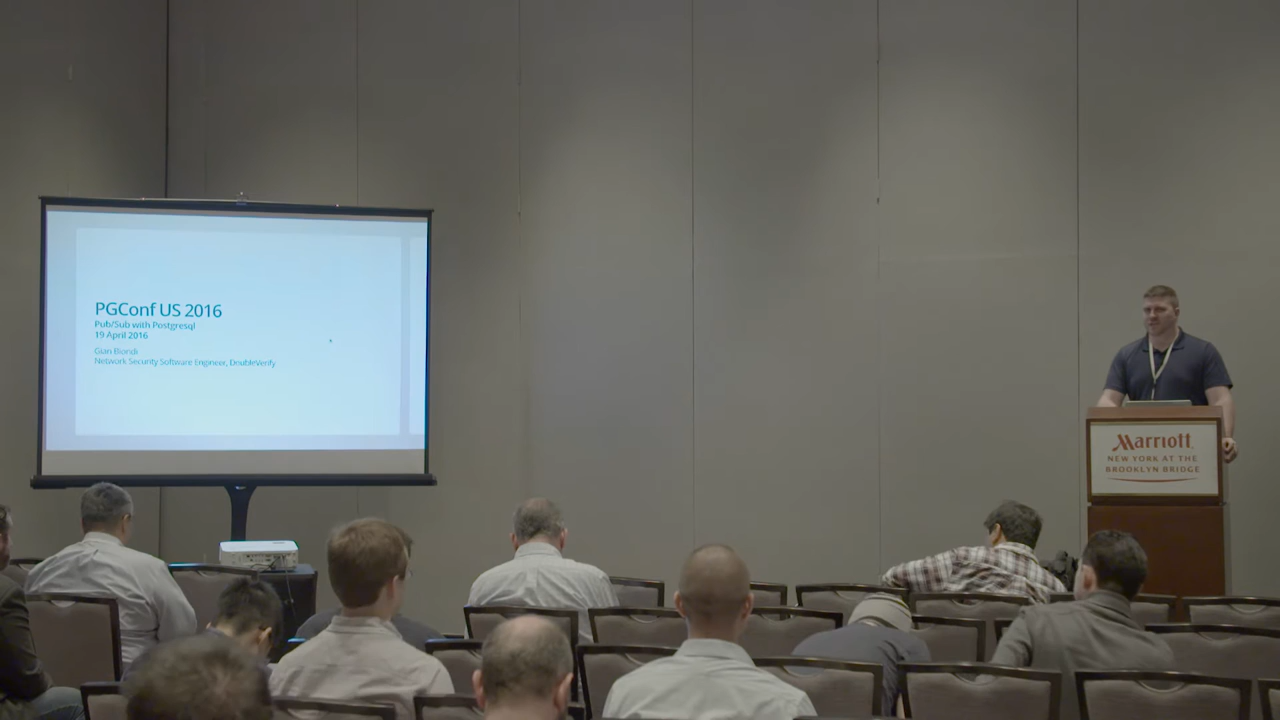 PGConf US 2016
Pub/Sub with Postgresql
19 April 2016
Gian Biondi
Network Security Software Engineer, DoubleVerify
Marriott
NEW YORK AT THE
BROOKLYN BRIDGE